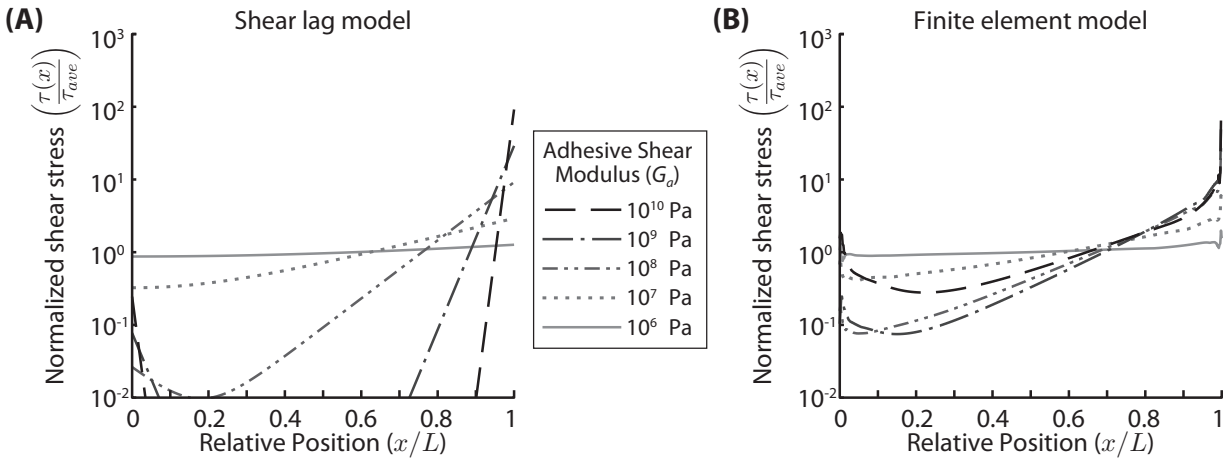 (A)
Shear lag model
Normalized shear stress (τ(x)/τ_ave)
10³
10²
10¹
10⁰
10⁻¹
10⁻²
0
0.2
0.4
0.6
0.8
1
Relative Position (x/L)
Adhesive Shear
Modulus (Gₐ)
10¹⁰ Pa
10⁹ Pa
10⁸ Pa
10⁷ Pa
10⁶ Pa
(B)
Finite element model
Normalized shear stress (τ(x)/τ_ave)
10³
10²
10¹
10⁰
10⁻¹
10⁻²
0
0.2
0.4
0.6
0.8
1
Relative Position (x/L)